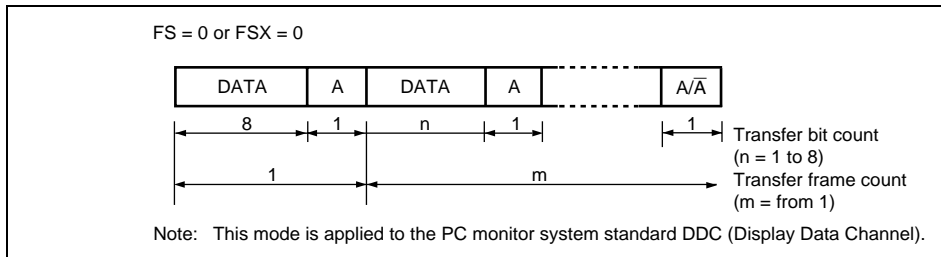 FS = 0 or FSX = 0
DATA A DATA A A/A̅
8 1 n 1 1
Transfer bit count
(n = 1 to 8)
1 m
Transfer frame count
(m = from 1)
Note: This mode is applied to the PC monitor system standard DDC (Display Data Channel).